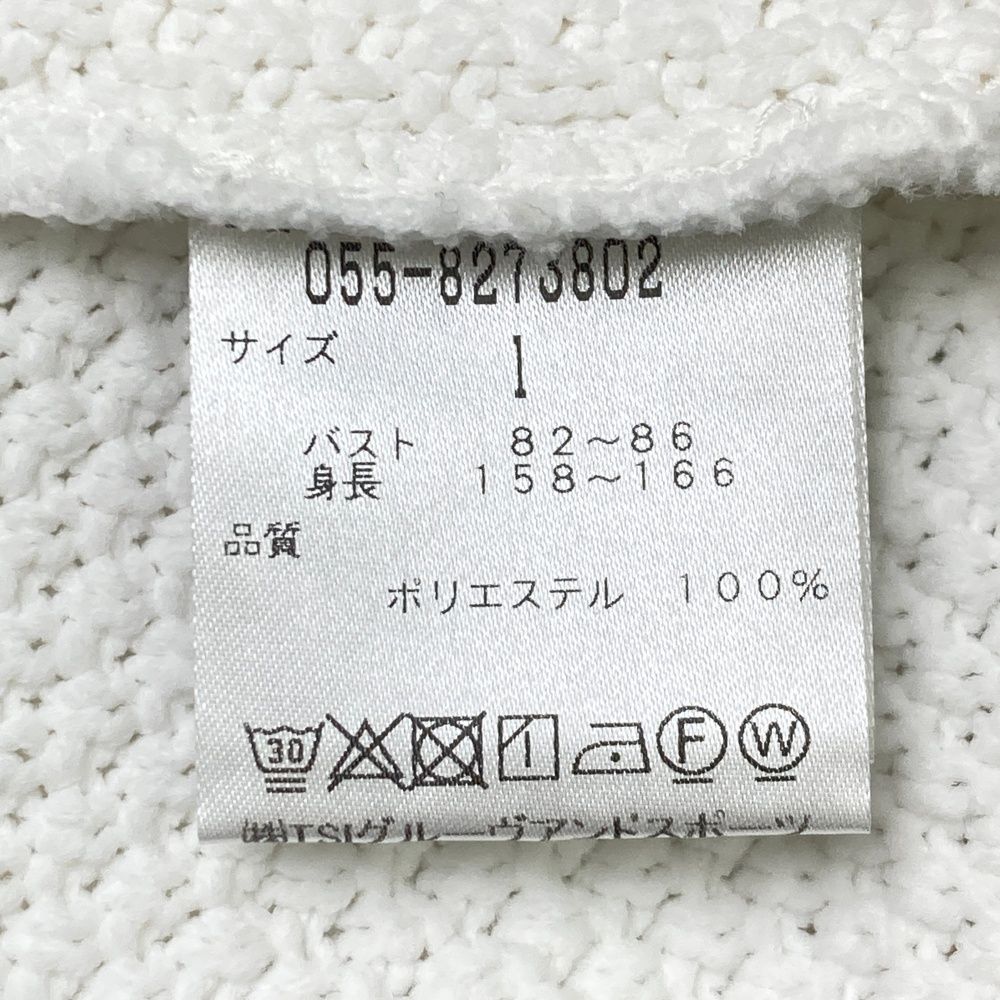 055-8273802
サイズ 1
バスト 82～86
身長 158～166
品質
ポリエステル 100%
30 F W
㈱TSIグルーヴアンドスポーツ